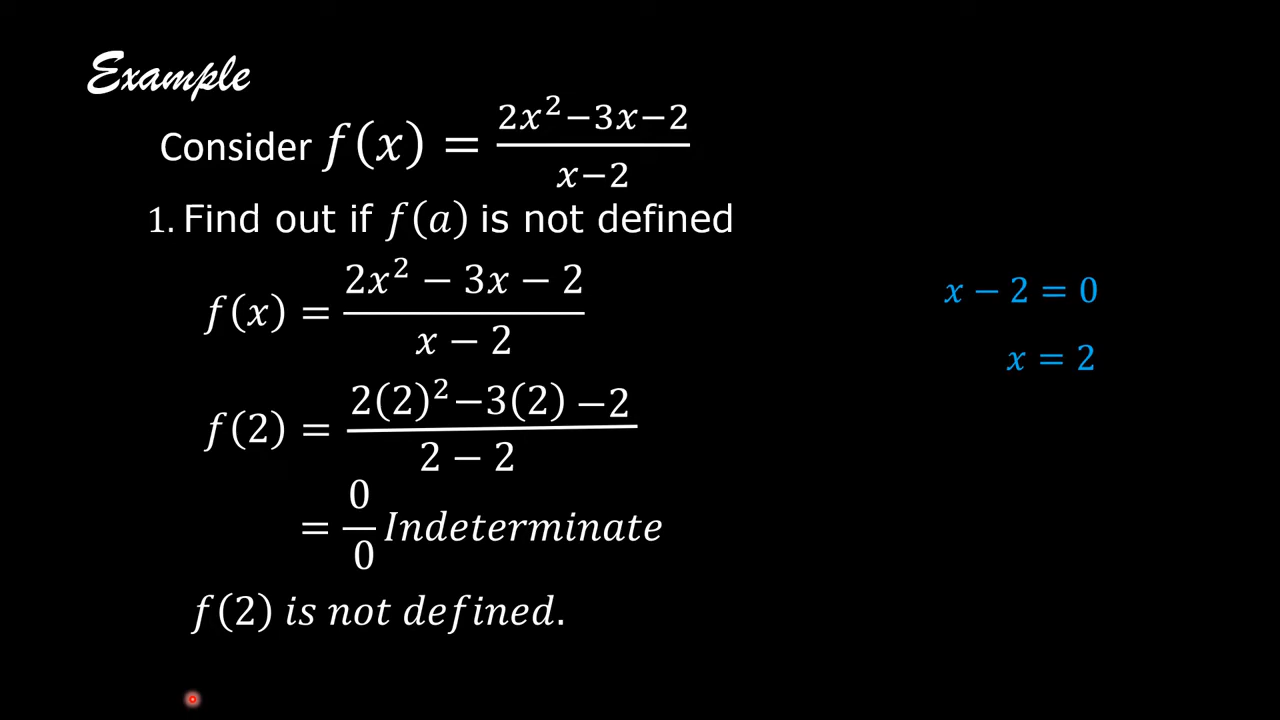 Example
Consider f(x) = (2x²−3x−2)/(x−2)
1. Find out if f(a) is not defined
f(x) = (2x² − 3x − 2)/(x − 2)
x − 2 = 0
x = 2
f(2) = (2(2)²−3(2) −2)/(2 − 2)
= 0/0 Indeterminate
f(2) is not defined.